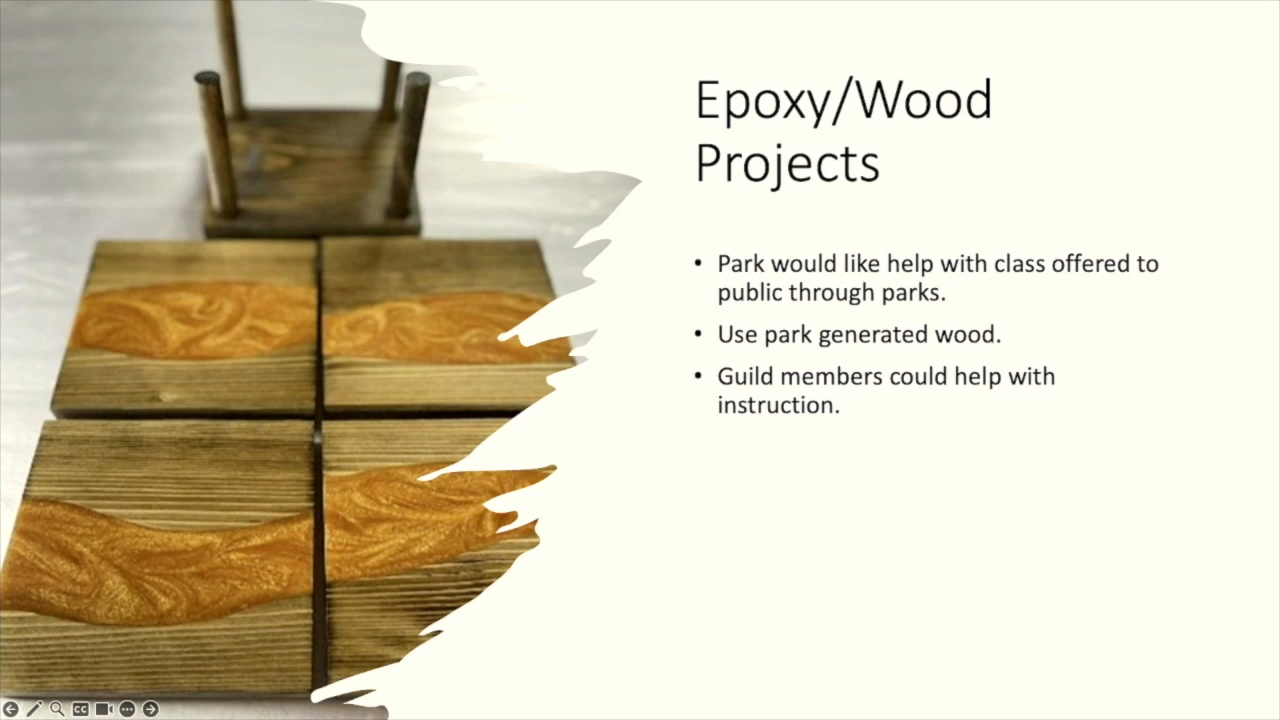 Epoxy/Wood
Projects
• Park would like help with class offered to
public through parks.
• Use park generated wood.
• Guild members could help with
instruction.
CC